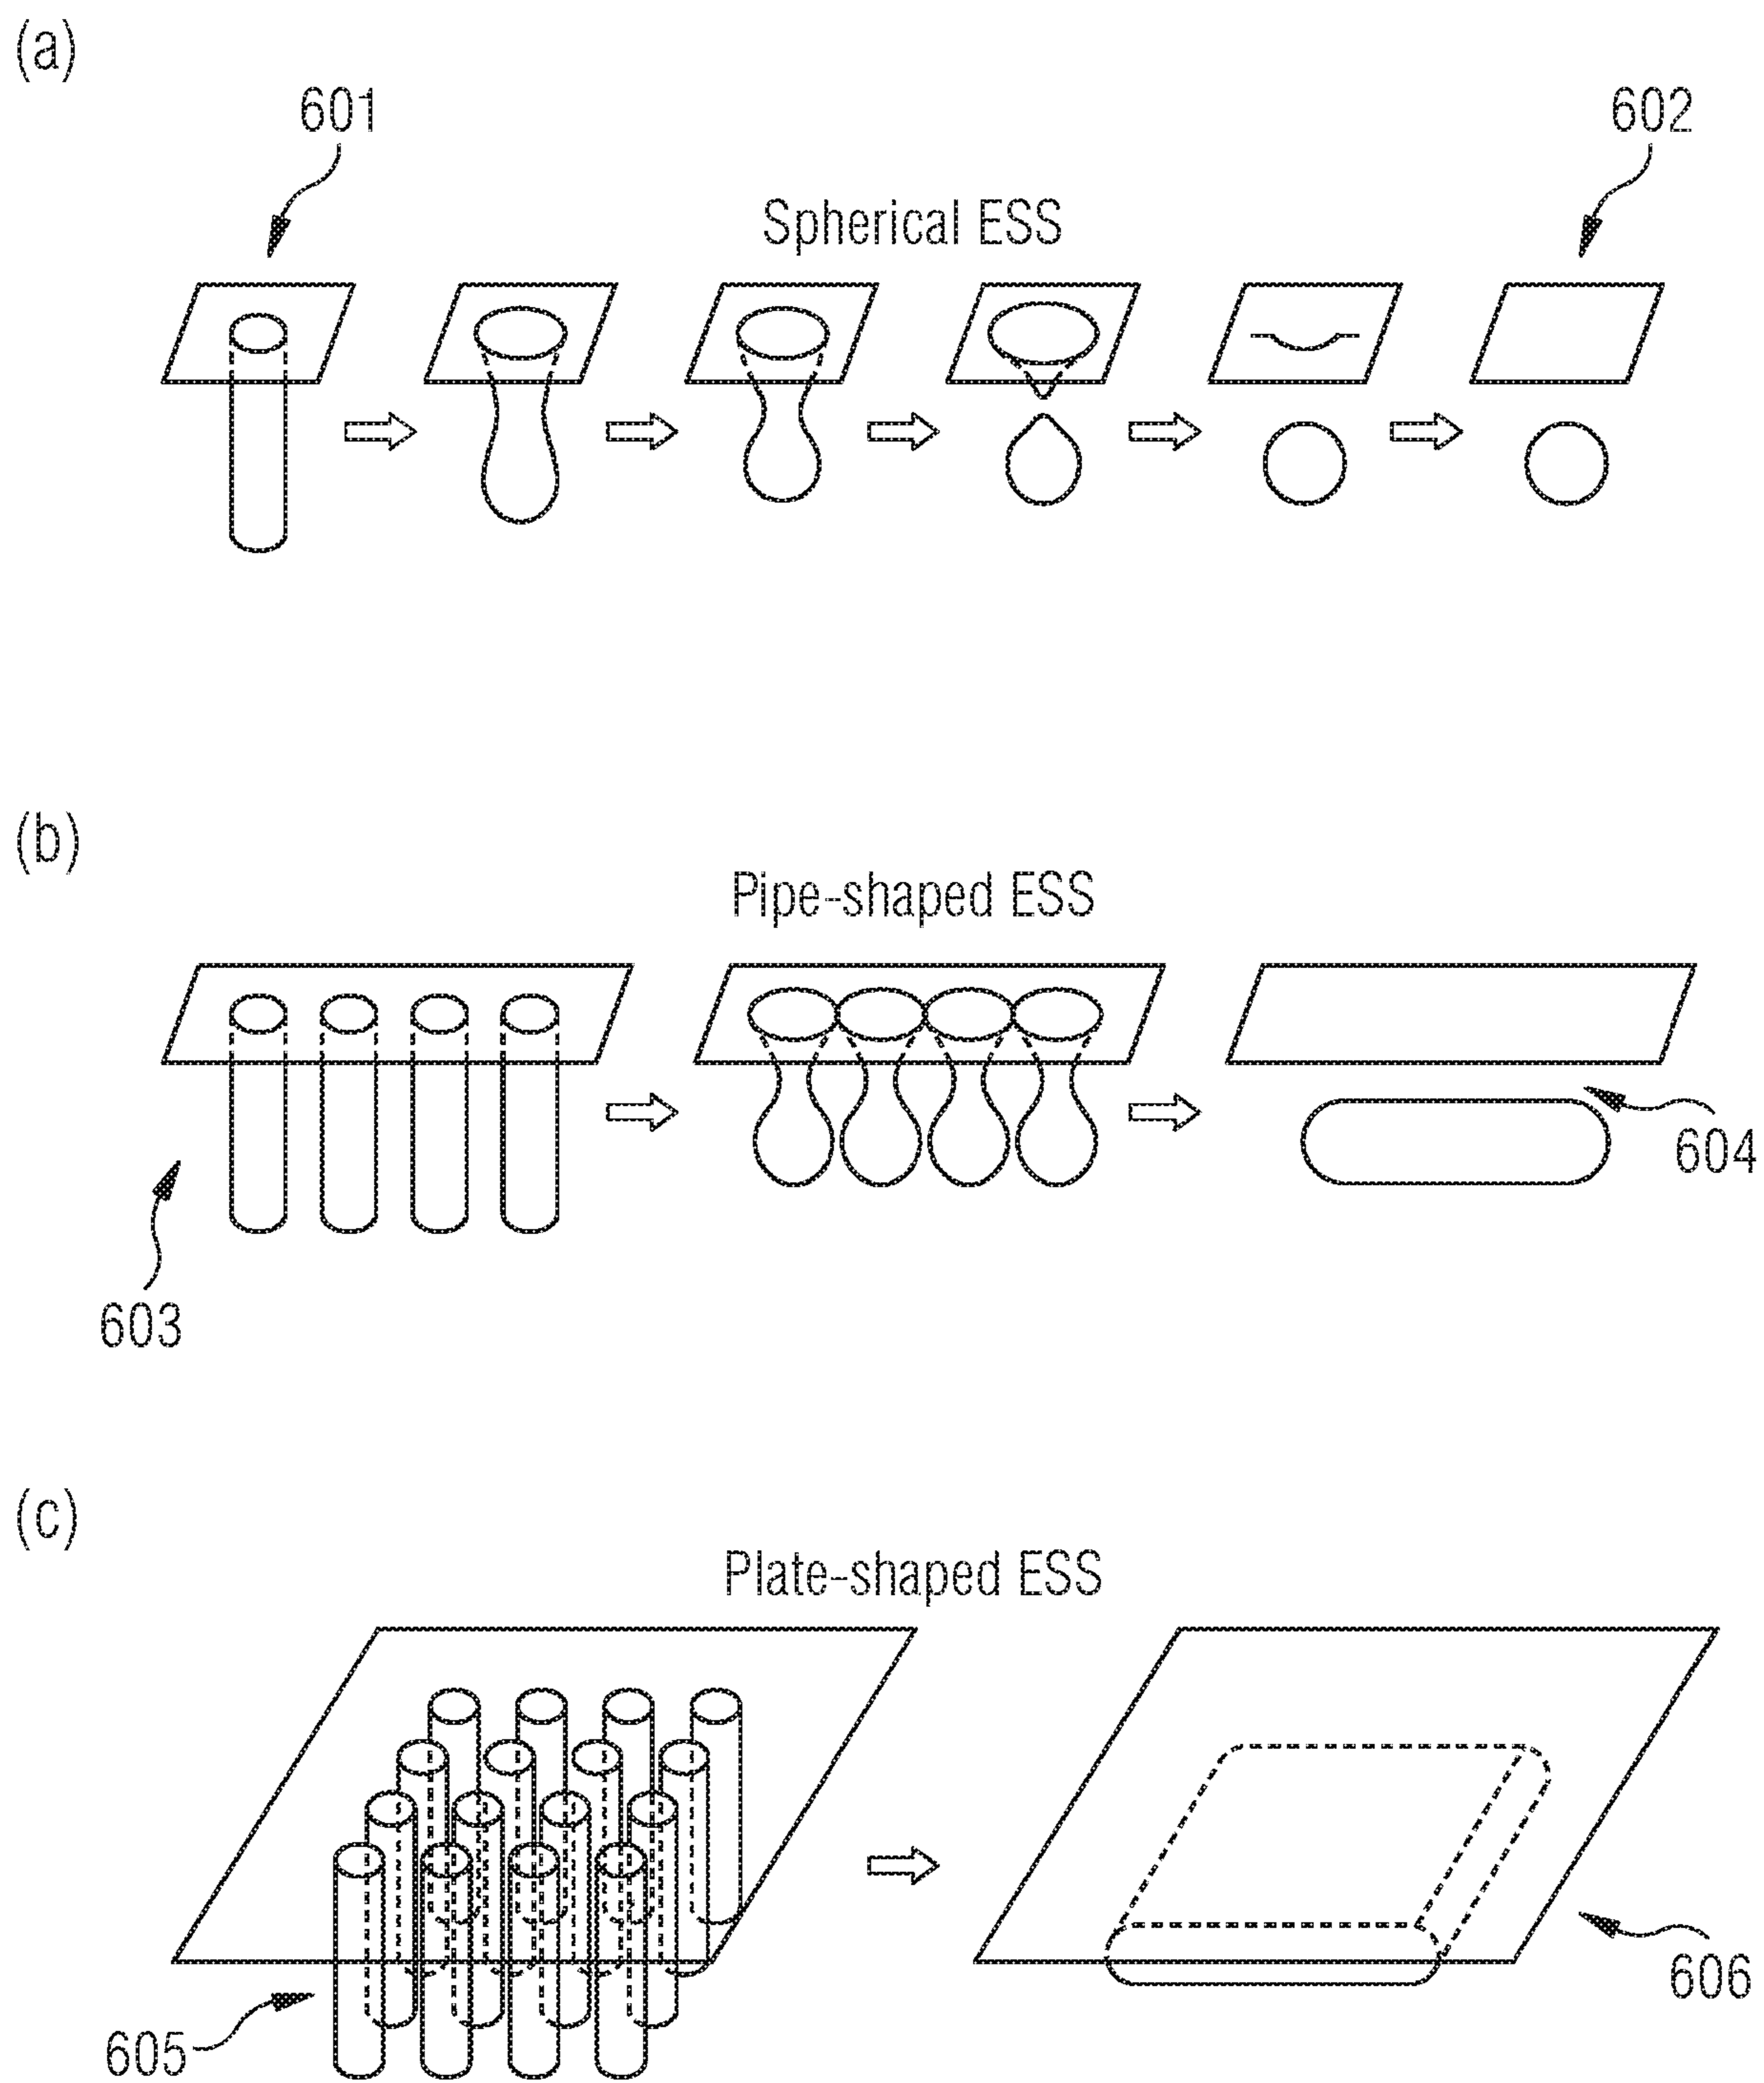 (a)
601
602
Spherical ESS
(b)
Pipe-shaped ESS
604
603
(c)
Plate-shaped ESS
606
605